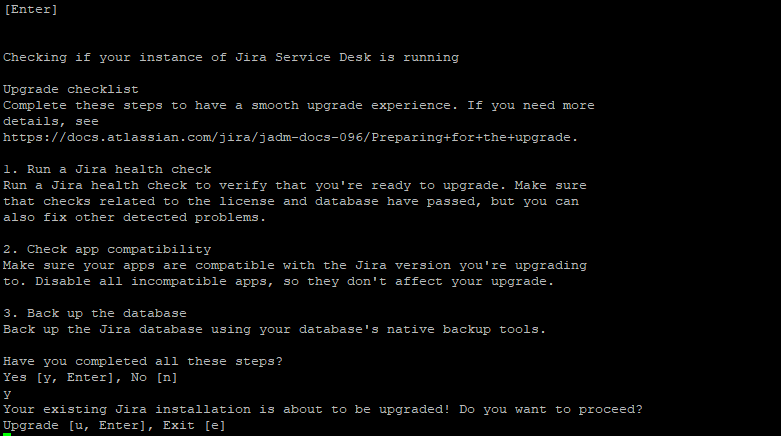 [Enter]
Checking if your instance of Jira Service Desk is running
Upgrade checklist
Complete these steps to have a smooth upgrade experience. If you need more
details, see
https://docs.atlassian.com/jira/jadm-docs-096/Preparing+for+the+upgrade.
1. Run a Jira health check
Run a Jira health check to verify that you're ready to upgrade. Make sure
that checks related to the license and database have passed, but you can
also fix other detected problems.
2. Check app compatibility
Make sure your apps are compatible with the Jira version you're upgrading
to. Disable all incompatible apps, so they don't affect your upgrade.
3. Back up the database
Back up the Jira database using your database's native backup tools.
Have you completed all these steps?
Yes [y, Enter], No [n]
y
Your existing Jira installation is about to be upgraded! Do you want to proceed?
Upgrade [u, Enter], Exit [e]